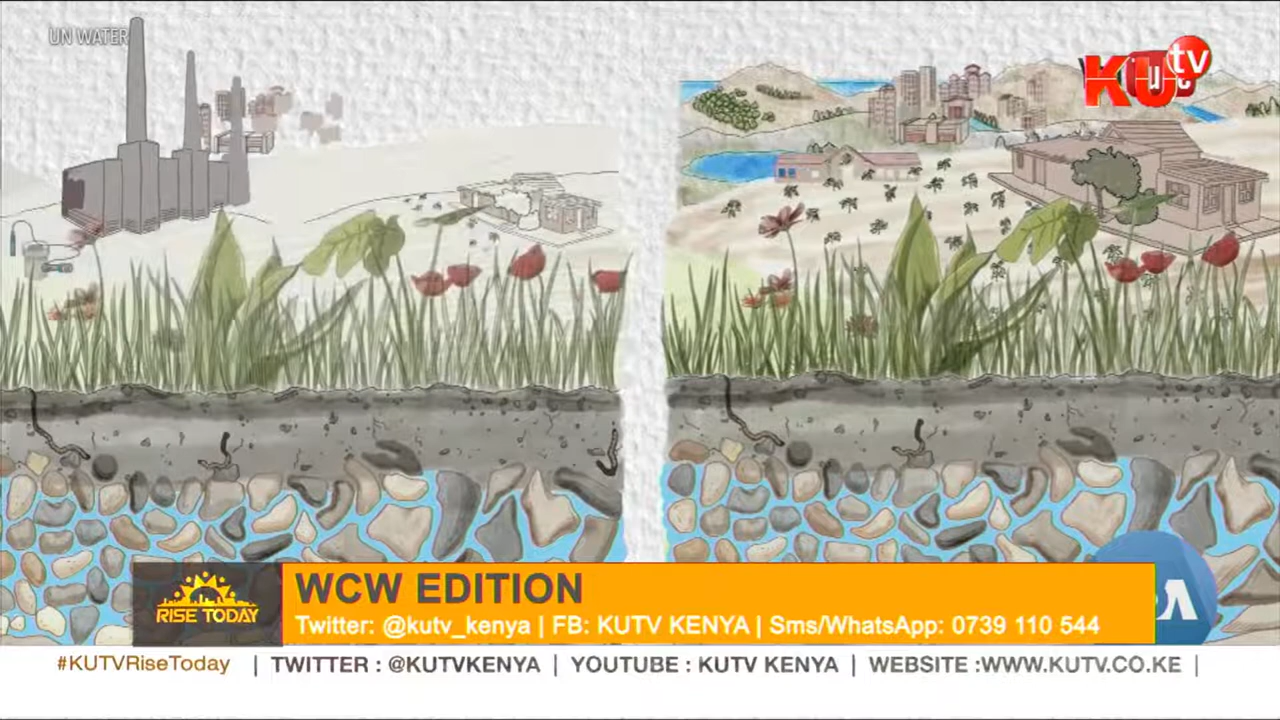 UN WATER
KU tv
WCW EDITION
RISE TODAY
Twitter: @kutv_kenya | FB: KUTV KENYA | Sms/WhatsApp: 0739 110 544
#KUTVRiseToday | TWITTER : @KUTVKENYA | YOUTUBE : KUTV KENYA | WEBSITE :WWW.KUTV.CO.KE |